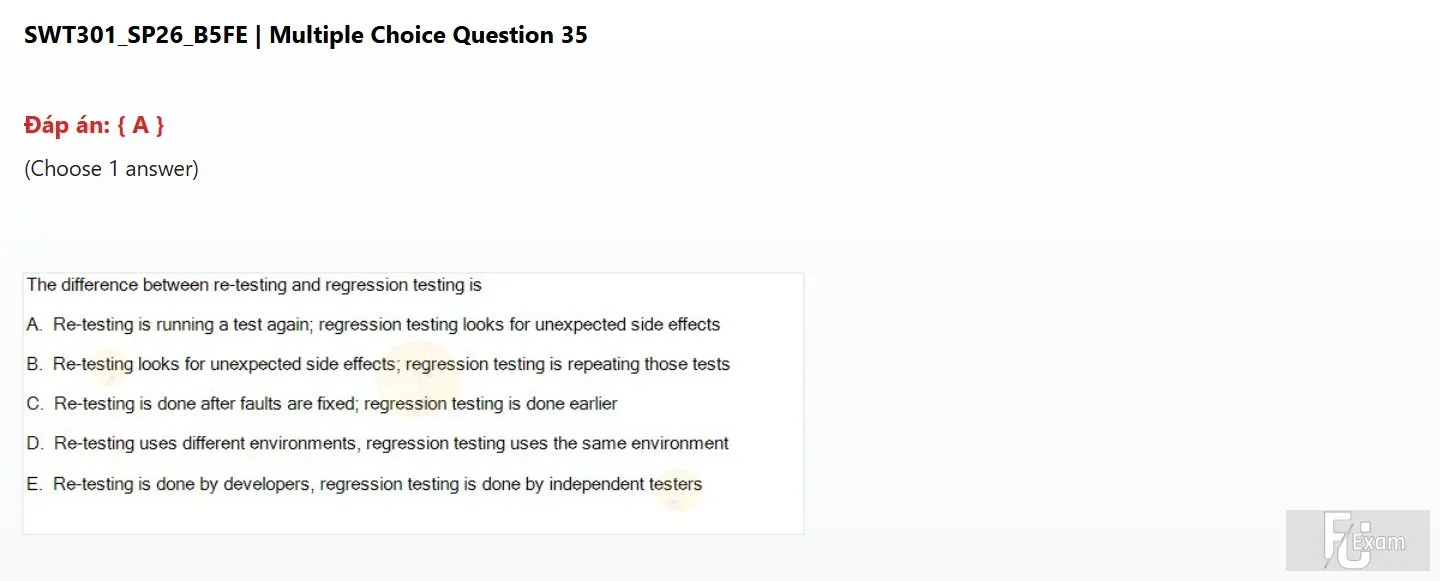 SWT301_SP26_B5FE | Multiple Choice Question 35
Đáp án: { A }
(Choose 1 answer)
The difference between re-testing and regression testing is
A. Re-testing is running a test again; regression testing looks for unexpected side effects
B. Re-testing looks for unexpected side effects; regression testing is repeating those tests
C. Re-testing is done after faults are fixed; regression testing is done earlier
D. Re-testing uses different environments, regression testing uses the same environment
E. Re-testing is done by developers, regression testing is done by independent testers
FU Exam